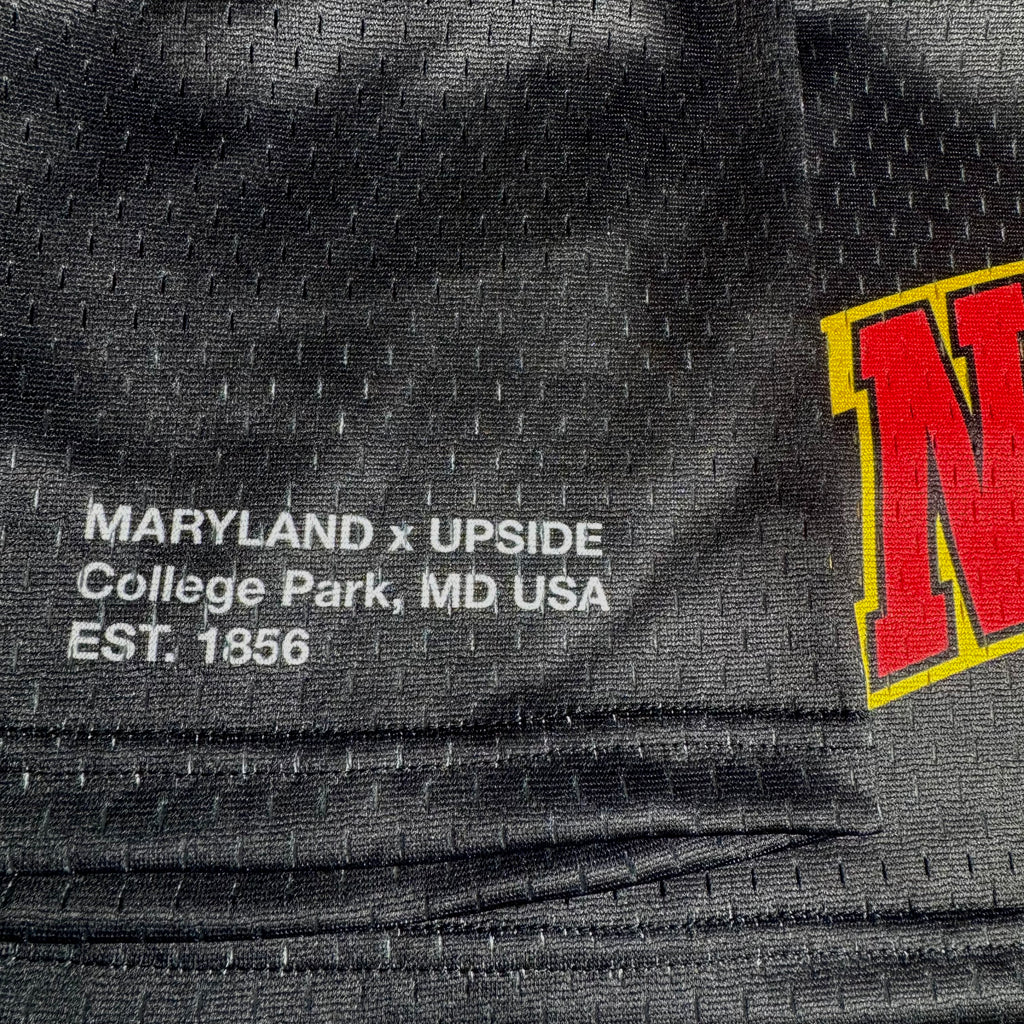 MARYLAND x UPSIDE
College Park, MD USA
EST. 1856